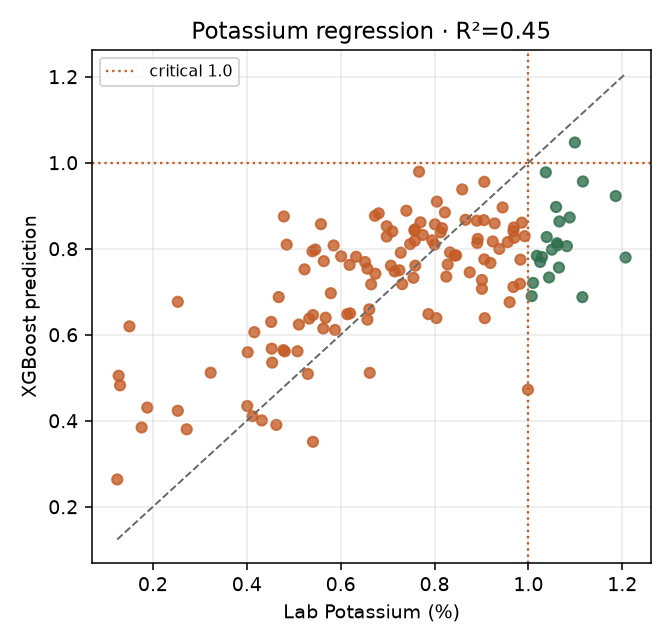 Potassium regression · R²=0.45
critical 1.0
XGBoost prediction
1.2
1.0
0.8
0.6
0.4
0.2
0.2 0.4 0.6 0.8 1.0 1.2
Lab Potassium (%)